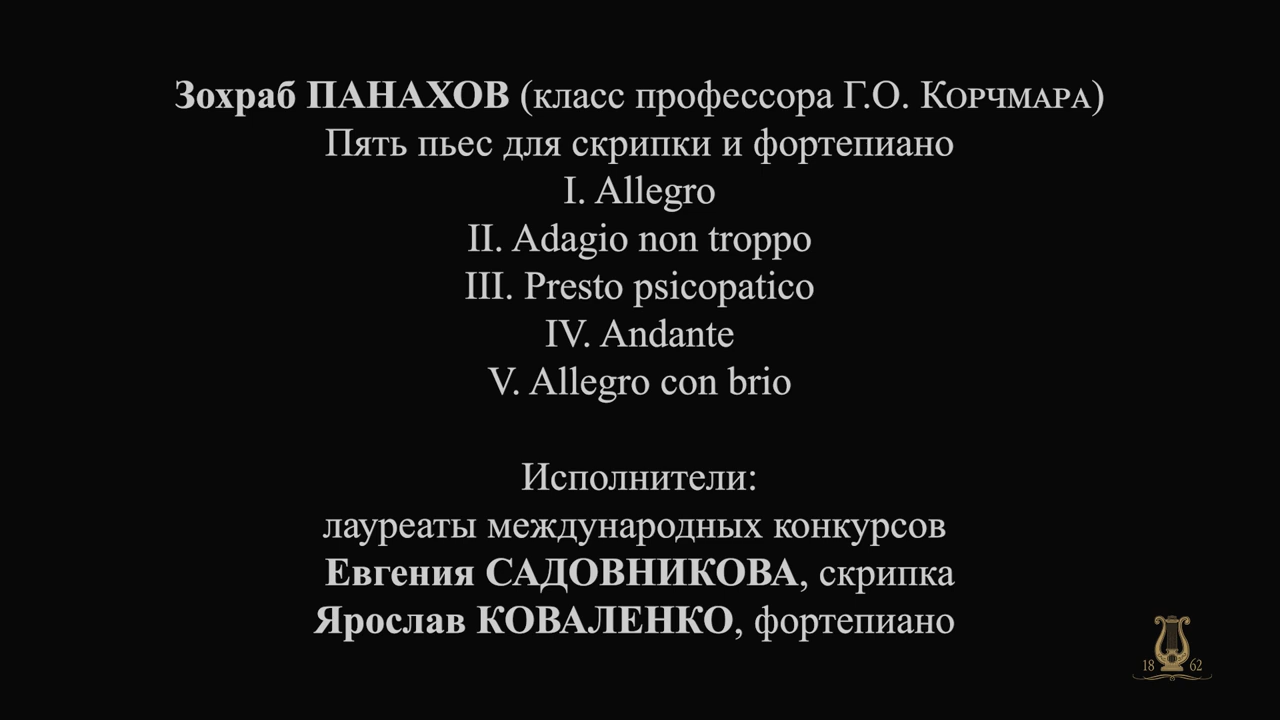 Зохраб ПАНАХОВ (класс профессора Г.О. КОРЧМАРА)
Пять пьес для скрипки и фортепиано
I. Allegro
II. Adagio non troppo
III. Presto psicopatico
IV. Andante
V. Allegro con brio
Исполнители:
лауреаты международных конкурсов
Евгения САДОВНИКОВА, скрипка
Ярослав КОВАЛЕНКО, фортепиано
18 62